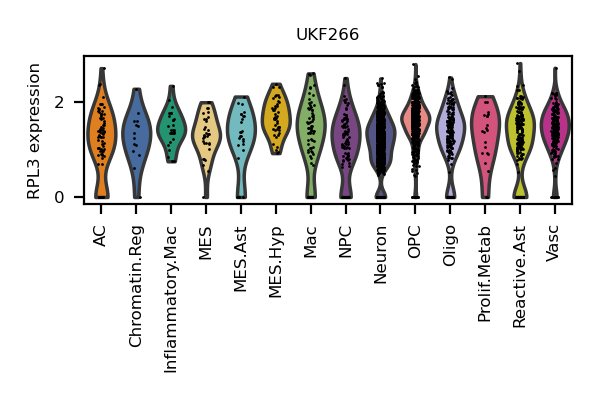 UKF266
RPL3 expression
2
0
AC
Chromatin.Reg
Inflammatory.Mac
MES
MES.Ast
MES.Hyp
Mac
NPC
Neuron
OPC
Oligo
Prolif.Metab
Reactive.Ast
Vasc